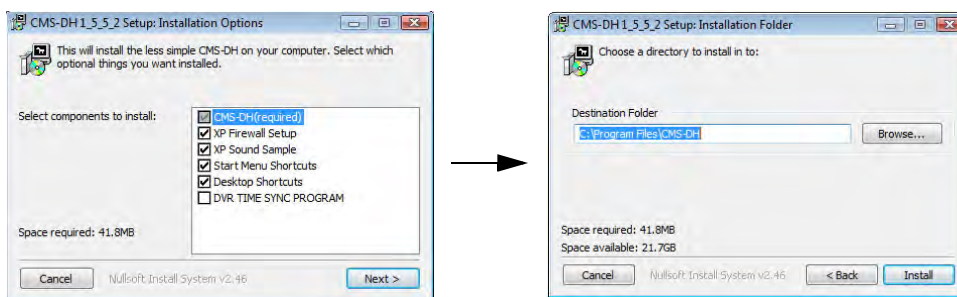 CMS-DH 1_5_5_2 Setup: Installation Options
This will install the less simple CMS-DH on your computer. Select which
optional things you want installed.
Select components to install:
CMS-DH(required)
XP Firewall Setup
XP Sound Sample
Start Menu Shortcuts
Desktop Shortcuts
DVR TIME SYNC PROGRAM
Space required: 41.8MB
Cancel
Nullsoft Install System v2.46
Next >
CMS-DH 1_5_5_2 Setup: Installation Folder
Choose a directory to install in to:
Destination Folder
C:\Program Files\CMS-DH
Browse...
Space required: 41.8MB
Space available: 21.7GB
Cancel
Nullsoft Install System v2.46
< Back
Install